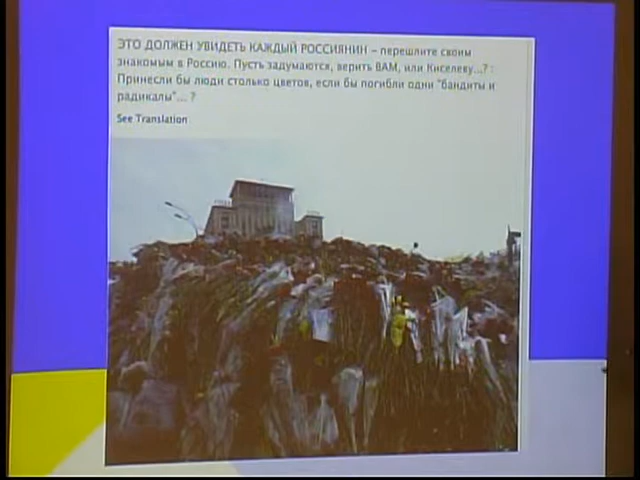 ЭТО ДОЛЖЕН УВИДЕТЬ КАЖДЫЙ РОССИЯНИН – перешлите своим
знакомым в Россию. Пусть задумаются, верить ВАМ, или Киселеву...? :
Принесли бы люди столько цветов, если бы погибли одни "бандиты и
радикалы"... ?
See Translation